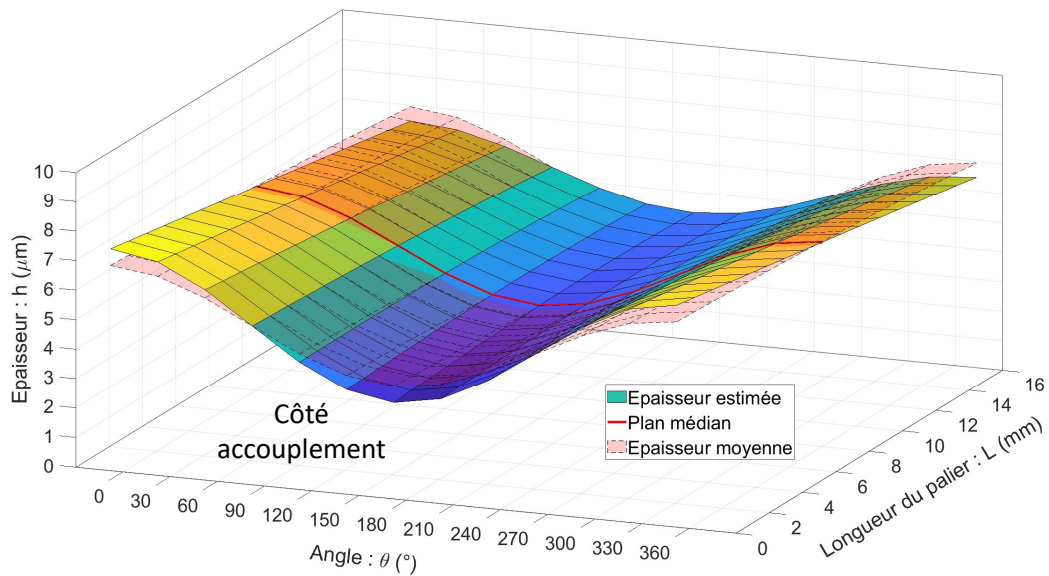 10
9
8
7
6
5
4
3
2
1
0
Epaisseur : h (μm)
Côté
accouplement
Epaisseur estimée
Plan médian
Epaisseur moyenne
0 30 60 90 120 150 180 210 240 270 300 330 360
Angle : θ (°)
0 2 4 6 8 10 12 14 16
Longueur du palier : L (mm)